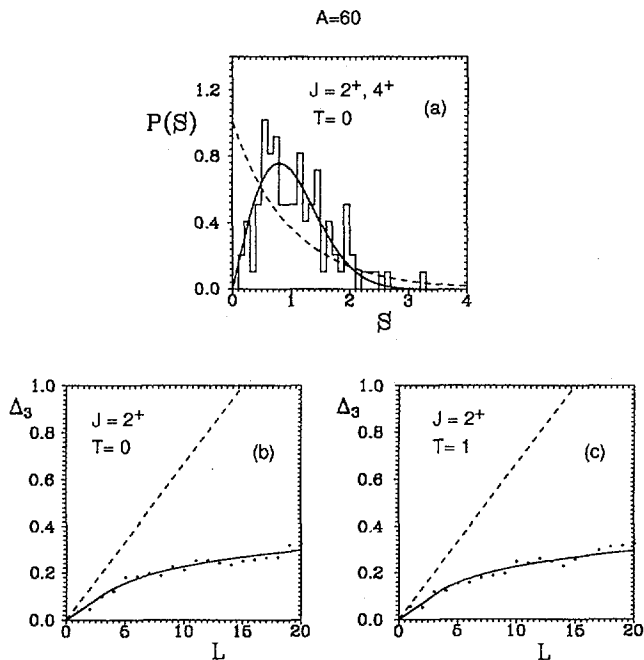 A=60
1.2
0.8
0.4
0.0
P(S)
J = 2⁺, 4⁺
T = 0
(a)
0 1 2 3 4
S
1.0
0.8
0.6
0.4
0.2
0.0
Δ₃
J = 2⁺
T = 0
(b)
0 5 10 15 20
L
1.0
0.8
0.6
0.4
0.2
0.0
Δ₃
J = 2⁺
T = 1
(c)
0 5 10 15 20
L